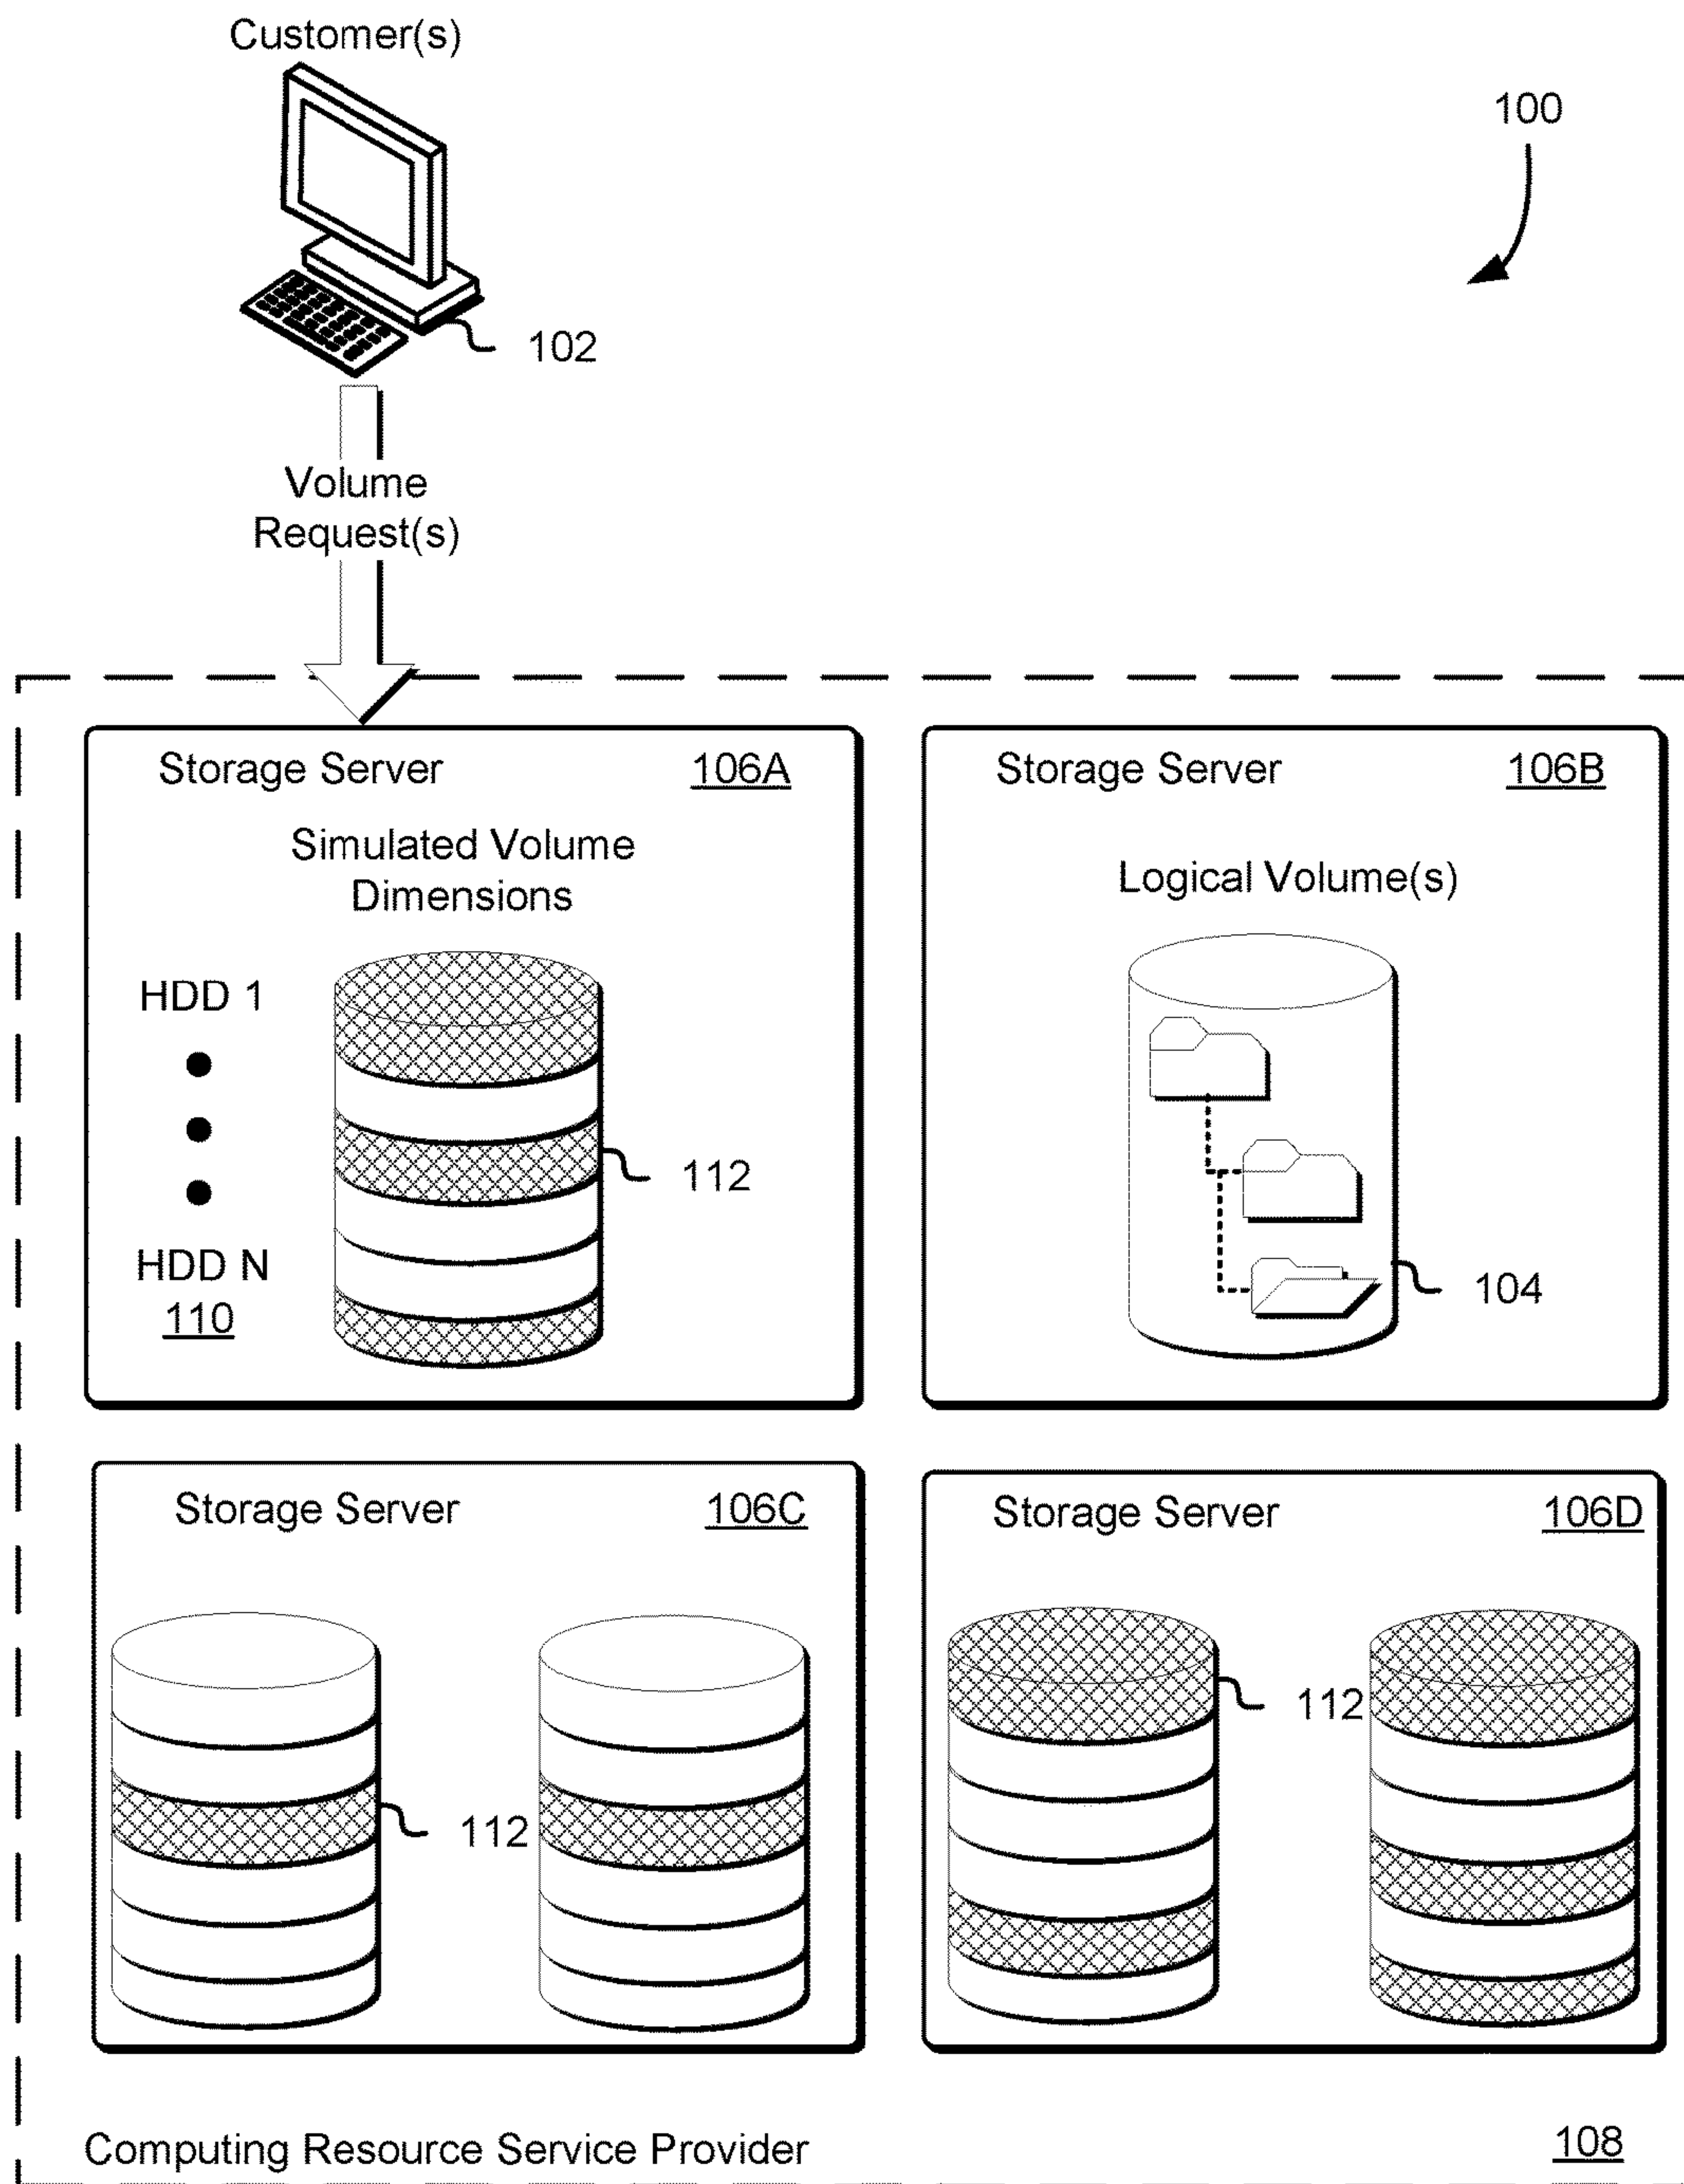 Customer(s)
100
102
Volume
Request(s)
Storage Server 106A
Simulated Volume
Dimensions
HDD 1
112
HDD N
110
Storage Server 106B
Logical Volume(s)
104
Storage Server 106C
112
Storage Server 106D
112
Computing Resource Service Provider 108